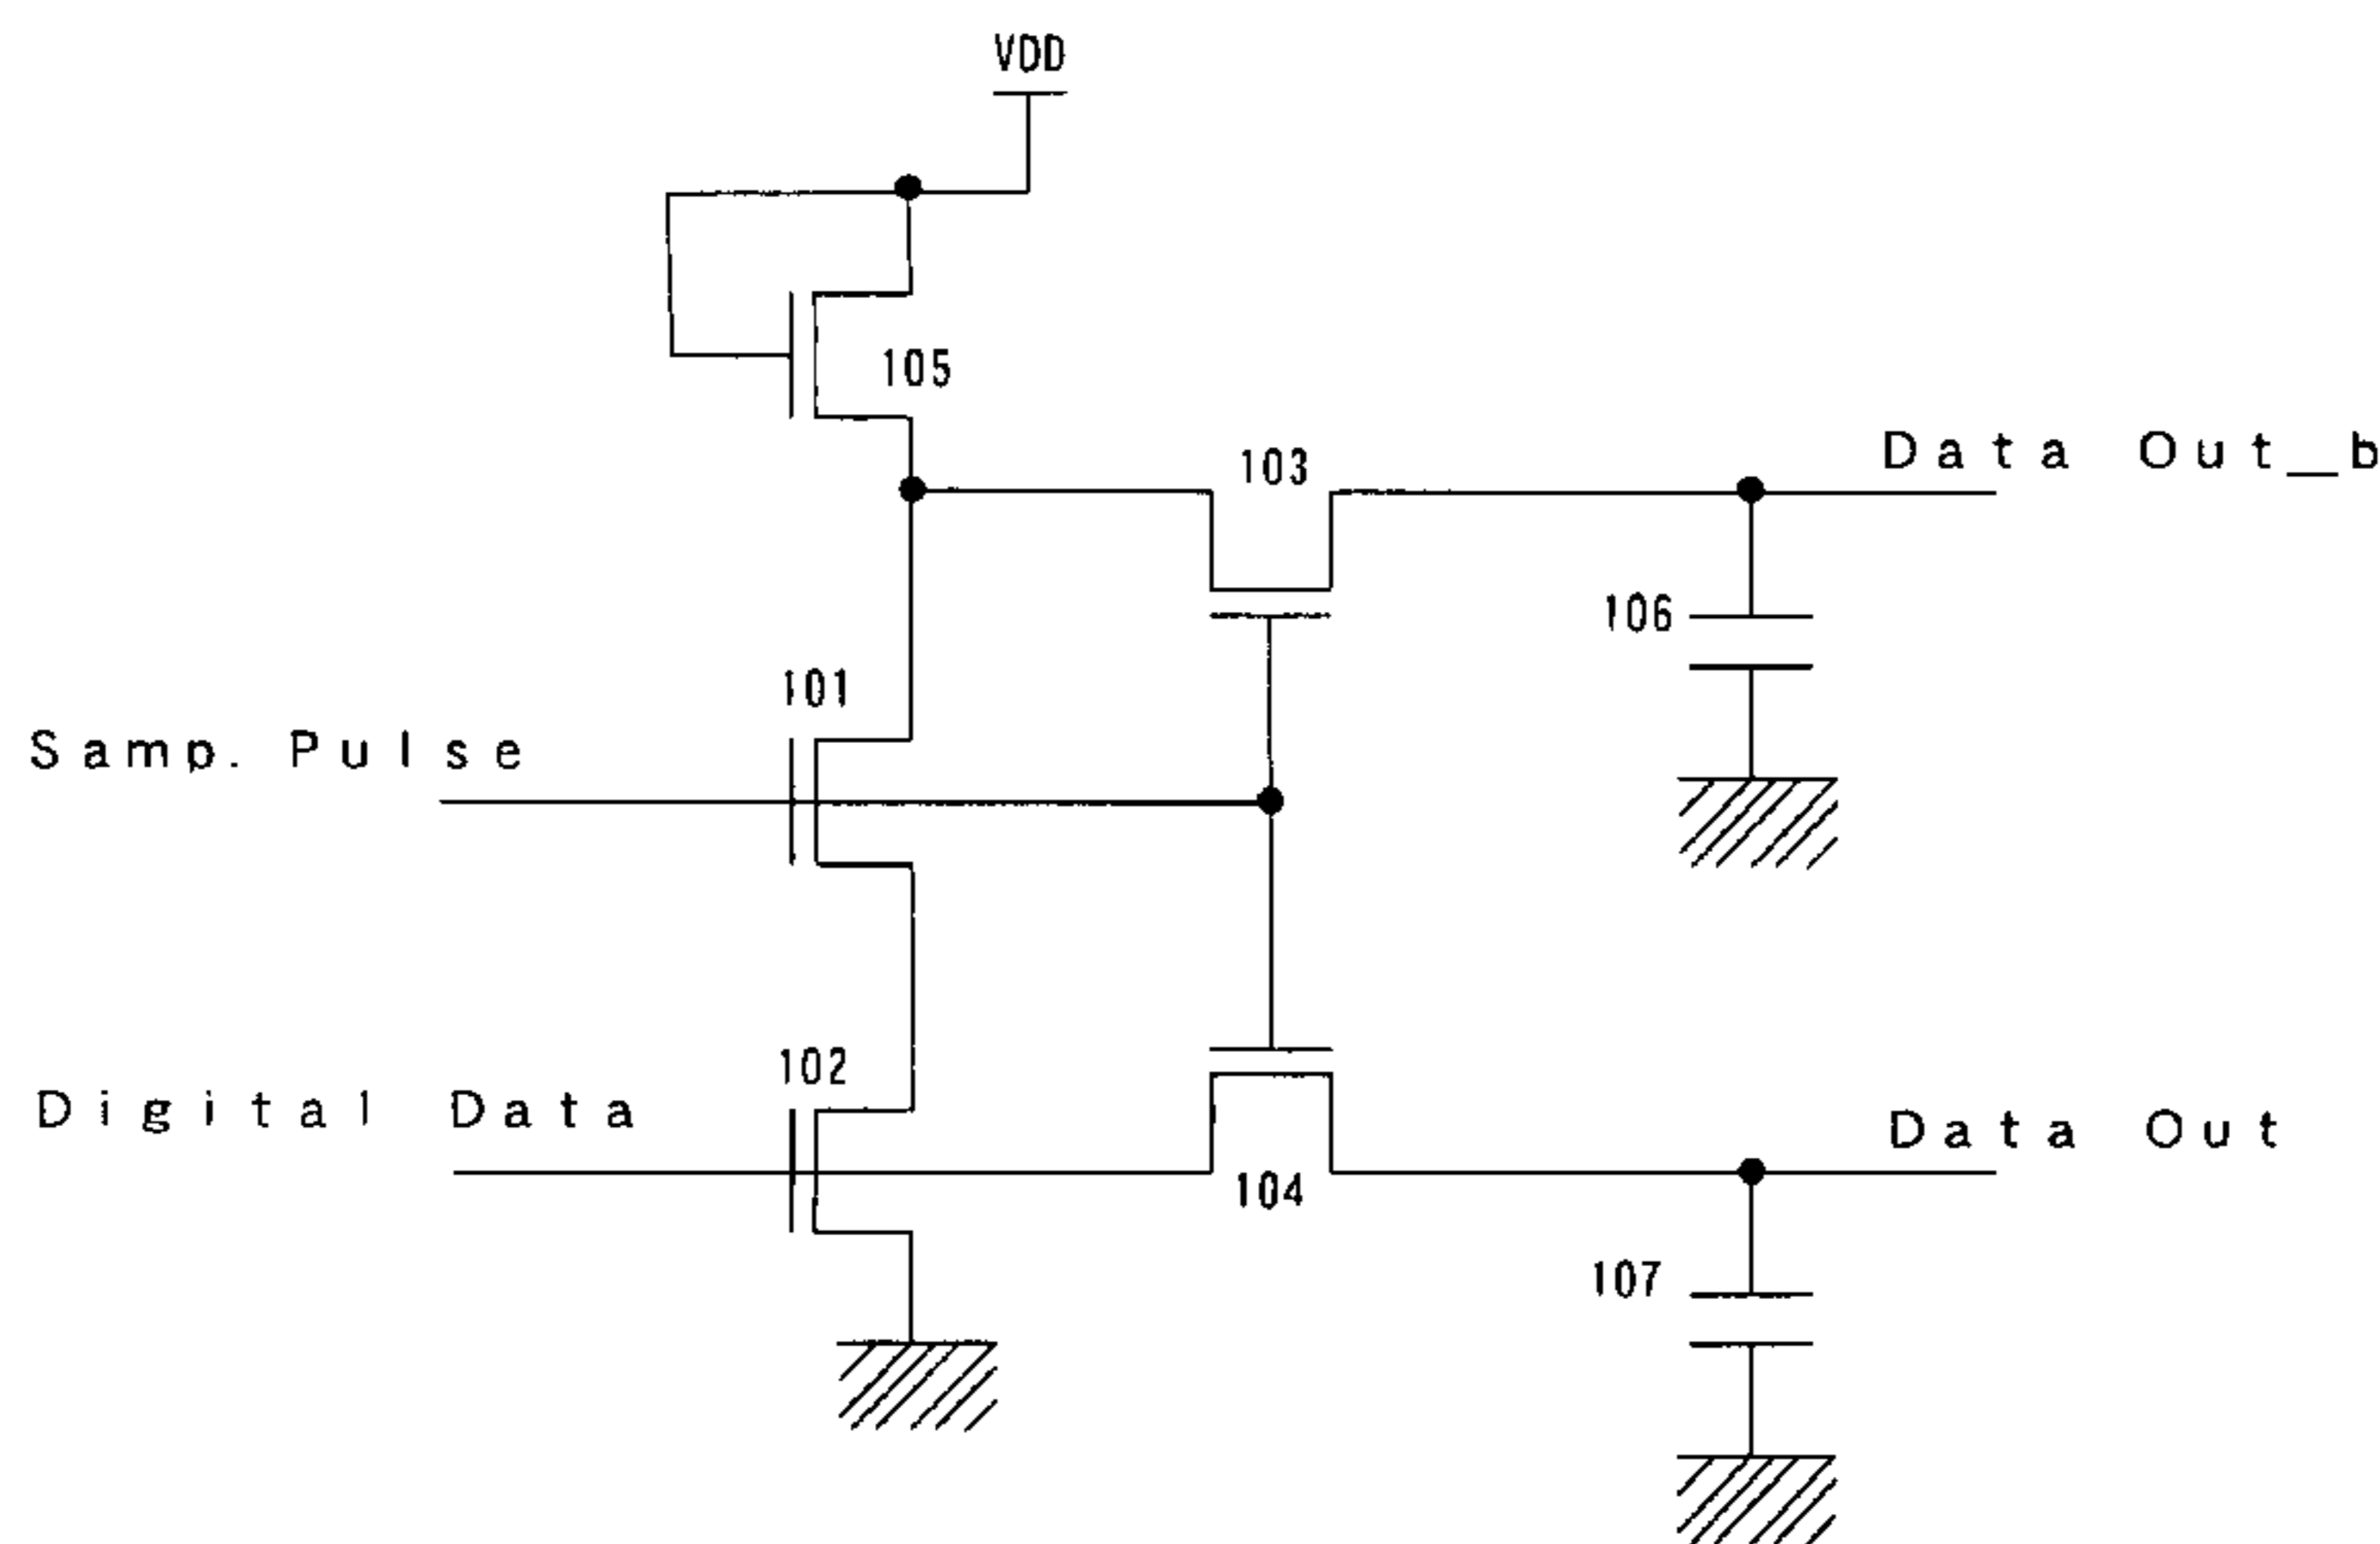 VDD
105
103
Data Out_b
106
101
Samp. Pulse
102
Digital Data
Data Out
104
107